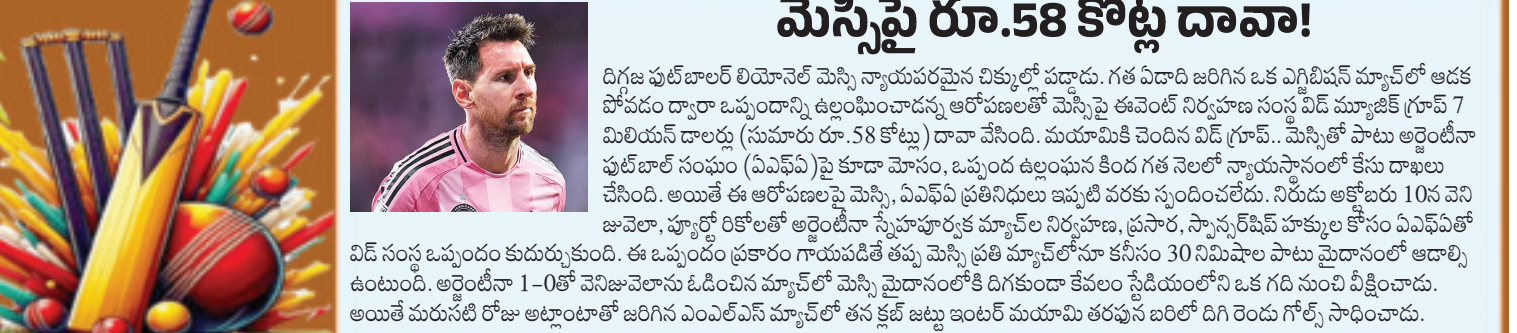 మెస్సిపై రూ.58 కోట్ల దావా!
దిగ్గజ ఫుట్‌బాలర్ లియోనెల్ మెస్సి న్యాయపరమైన చిక్కుల్లో పడ్డాడు. గత ఏడాది జరిగిన ఒక ఎగ్జిబిషన్ మ్యాచ్‌లో ఆడక
పోవడం ద్వారా ఒప్పందాన్ని ఉల్లంఘించాడన్న ఆరోపణలతో మెస్సిపై ఈవెంట్ నిర్వహణ సంస్థ విడ్ మ్యూజిక్ గ్రూప్ 7
మిలియన్ డాలర్లు (సుమారు రూ.58 కోట్లు) దావా వేసింది. మయామికి చెందిన విడ్ గ్రూప్.. మెస్సితో పాటు అర్జెంటీనా
ఫుట్‌బాల్ సంఘం (ఏఎఫ్‌ఏ)పై కూడా మోసం, ఒప్పంద ఉల్లంఘన కింద గత నెలలో న్యాయస్థానంలో కేసు దాఖలు
చేసింది. అయితే ఈ ఆరోపణలపై మెస్సి, ఏఎఫ్‌ఏ ప్రతినిధులు ఇప్పటి వరకు స్పందించలేదు. నిరుడు అక్టోబరు 10న వెని
జువెలా, ప్యూర్టో రికోలతో అర్జెంటీనా స్నేహపూర్వక మ్యాచ్‌ల నిర్వహణ, ప్రసార, స్పాన్సర్‌షిప్ హక్కుల కోసం ఏఎఫ్‌ఏతో
విడ్ సంస్థ ఒప్పందం కుదుర్చుకుంది. ఈ ఒప్పందం ప్రకారం గాయపడితే తప్ప మెస్సి ప్రతి మ్యాచ్‌లోనూ కనీసం 30 నిమిషాల పాటు మైదానంలో ఆడాల్సి
ఉంటుంది. అర్జెంటీనా 1-0తో వెనిజువెలాను ఓడించిన మ్యాచ్‌లో మెస్సి మైదానంలోకి దిగకుండా కేవలం స్టేడియంలోని ఒక గది నుంచి వీక్షించాడు.
అయితే మరుసటి రోజు అట్లాంటాతో జరిగిన ఎంఎల్‌ఎస్ మ్యాచ్‌లో తన క్లబ్ జట్టు ఇంటర్ మయామి తరఫున బరిలో దిగి రెండు గోల్స్ సాధించాడు.